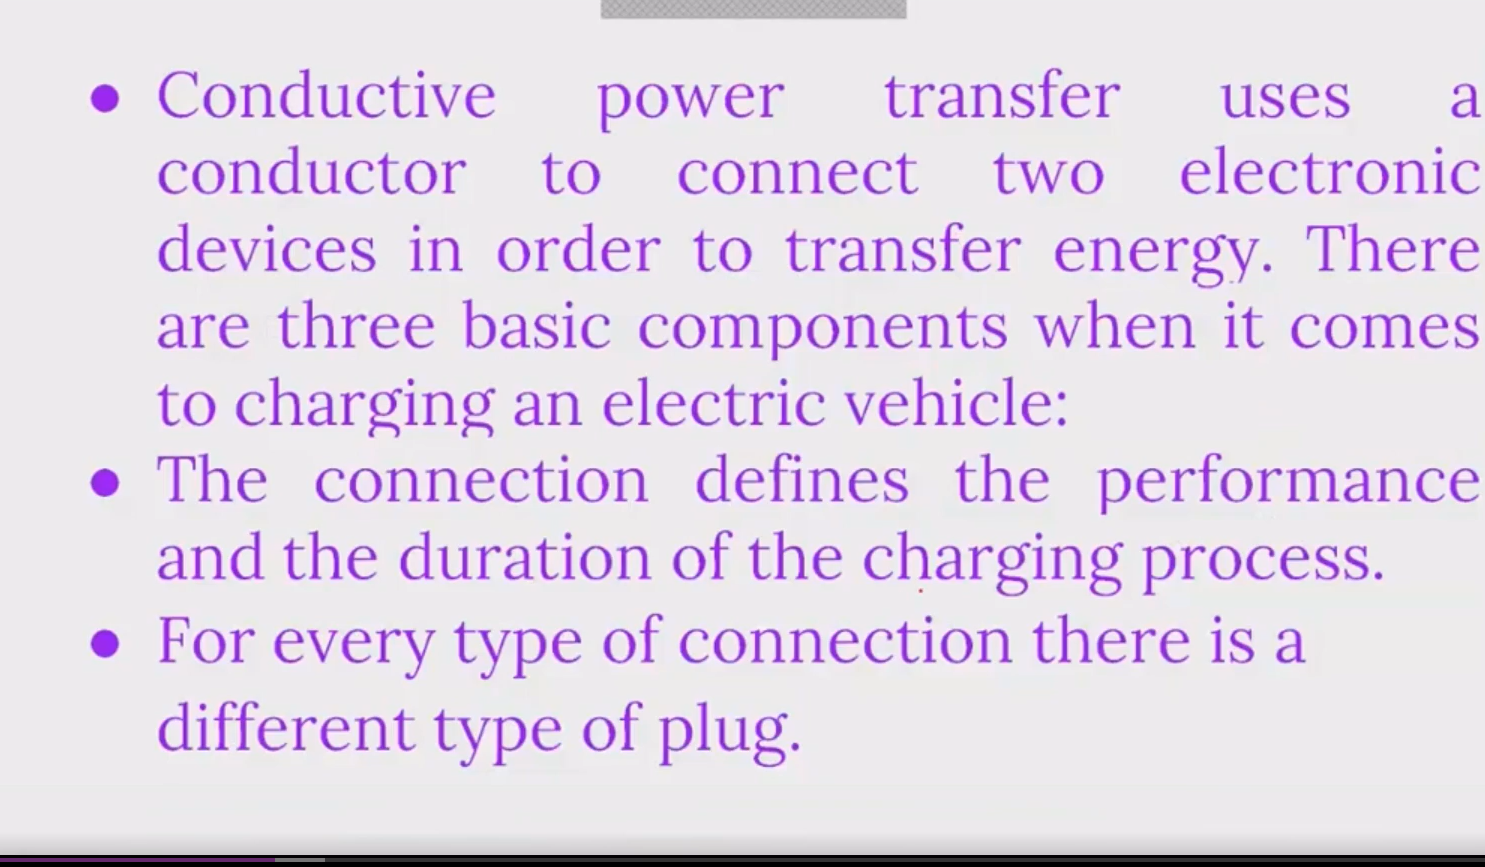 ● Conductive power transfer uses a
conductor to connect two electronic
devices in order to transfer energy. There
are three basic components when it comes
to charging an electric vehicle:
● The connection defines the performance
and the duration of the charging process.
● For every type of connection there is a
different type of plug.